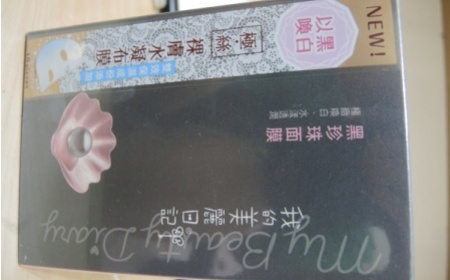 NEW!
以黑
喚白
極絲
裸膚水凝布膜
黑珍珠面膜
我的美麗日記
My Beauty Diary